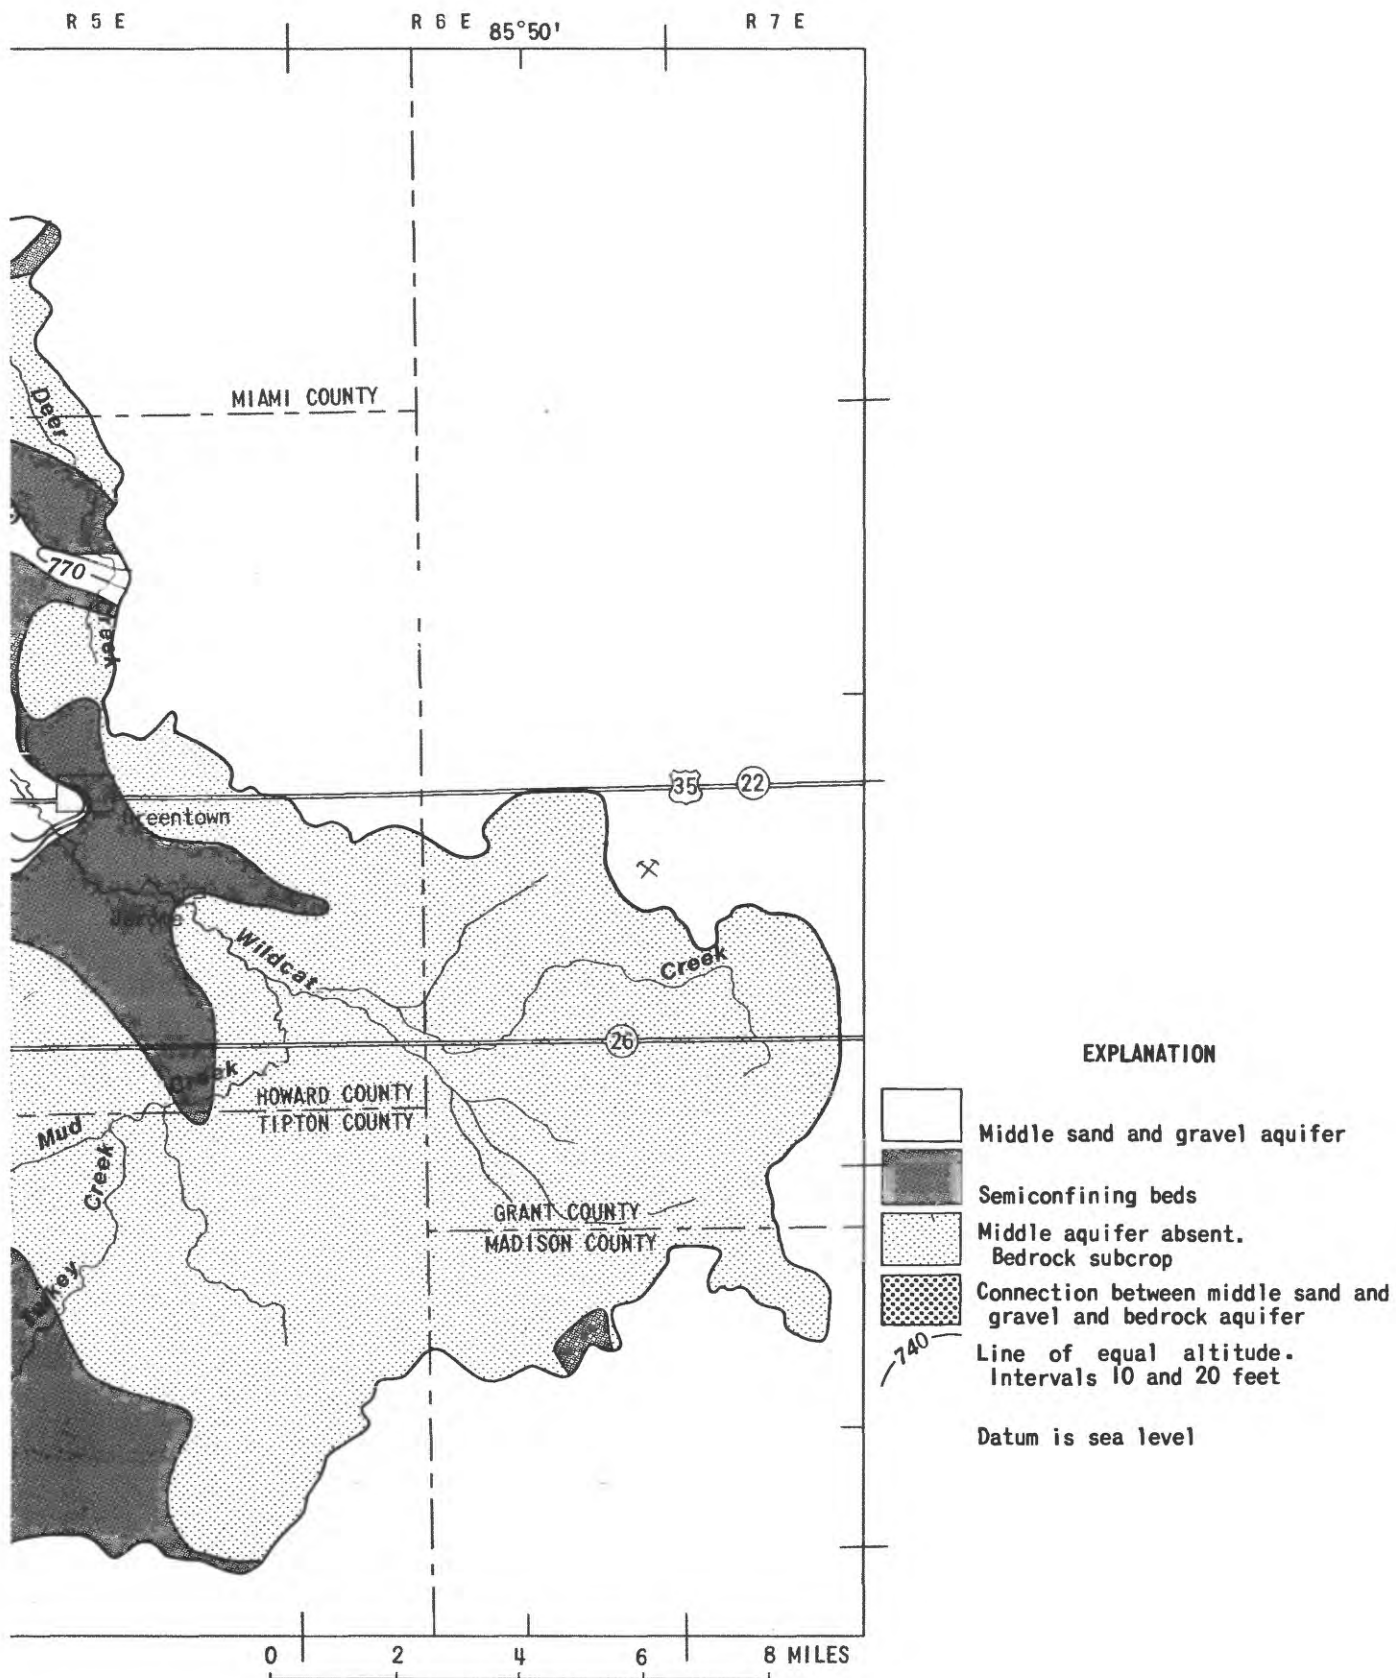 R 5 E
R 6 E
85°50'
R 7 E
Deer
MIAMI COUNTY
770
Creek
35
22
Greentown
Jerome
Wildcat
Creek
26
Creek
HOWARD COUNTY
TIPTON COUNTY
Mud
Creek
GRANT COUNTY
MADISON COUNTY
Turkey
EXPLANATION
Middle sand and gravel aquifer
Semiconfining beds
Middle aquifer absent.
Bedrock subcrop
Connection between middle sand and
gravel and bedrock aquifer
740
Line of equal altitude.
Intervals 10 and 20 feet
Datum is sea level
0 2 4 6 8 MILES